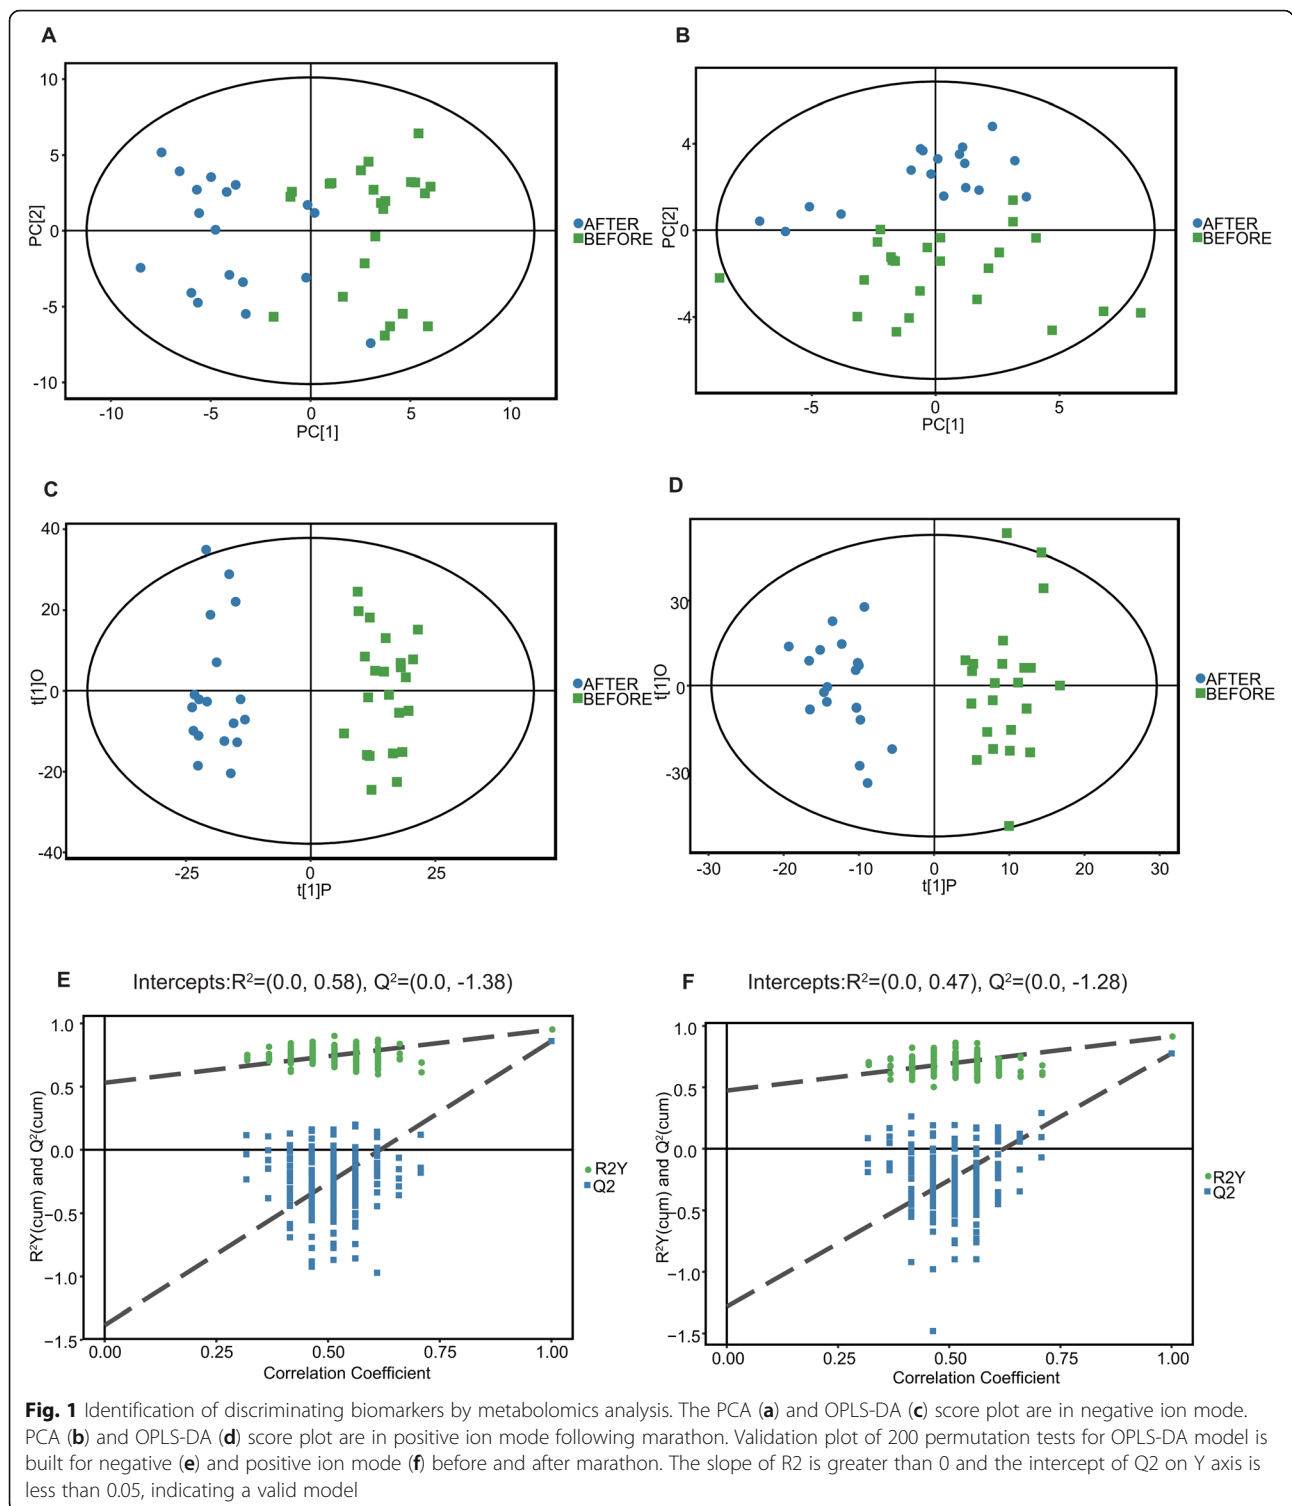 A
10
5
0
-5
-10
PC[2]
-10
-5
0
5
10
PC[1]
AFTER
BEFORE
B
4
0
-4
PC[2]
-5
0
5
PC[1]
AFTER
BEFORE
C
40
20
0
-20
-40
t[1]O
-25
0
25
t[1]P
AFTER
BEFORE
D
30
0
-30
t[1]O
-30
-20
-10
0
10
20
30
t[1]P
AFTER
BEFORE
E
Intercepts:R²=(0.0, 0.58), Q²=(0.0, -1.38)
1.0
0.5
0.0
−0.5
−1.0
−1.5
R²Y(cum) and Q²(cum)
0.00
0.25
0.50
0.75
1.00
Correlation Coefficient
R2Y
Q2
F
Intercepts:R²=(0.0, 0.47), Q²=(0.0, -1.28)
1.0
0.5
0.0
−0.5
−1.0
−1.5
R²Y(cum) and Q²(cum)
0.00
0.25
0.50
0.75
1.00
Correlation Coefficient
R2Y
Q2
Fig. 1 Identification of discriminating biomarkers by metabolomics analysis. The PCA (a) and OPLS-DA (c) score plot are in negative ion mode.
PCA (b) and OPLS-DA (d) score plot are in positive ion mode following marathon. Validation plot of 200 permutation tests for OPLS-DA model is
built for negative (e) and positive ion mode (f) before and after marathon. The slope of R2 is greater than 0 and the intercept of Q2 on Y axis is
less than 0.05, indicating a valid model